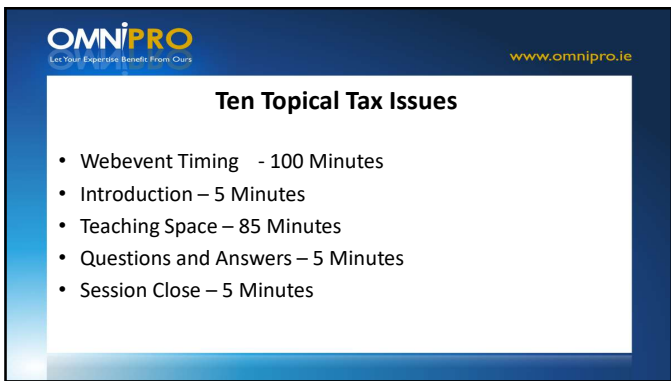 OMNiPRO
Let Your Expertise Benefit From Ours
www.omnipro.ie
Ten Topical Tax Issues
• Webevent Timing - 100 Minutes
• Introduction – 5 Minutes
• Teaching Space – 85 Minutes
• Questions and Answers – 5 Minutes
• Session Close – 5 Minutes